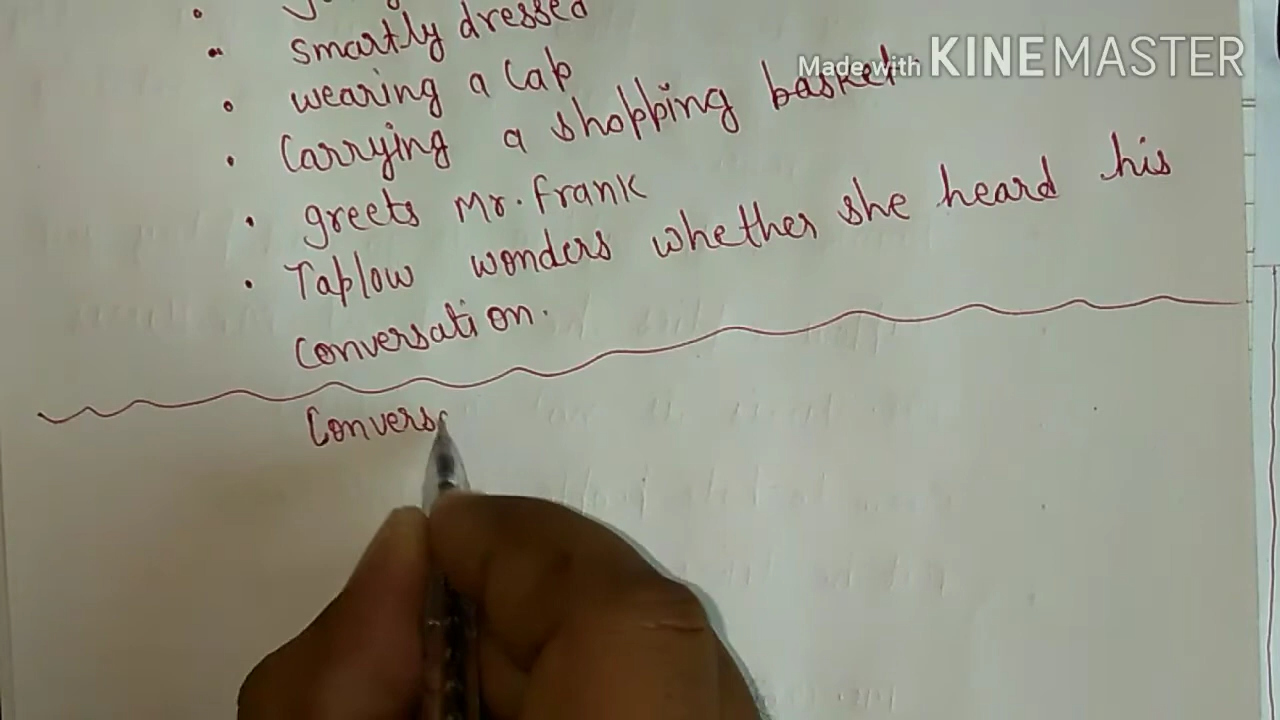 smartly dressed
Made with KINEMASTER
• wearing a Cap
• Carrying a shopping basket
• greets Mr. Frank
• Taplow wonders whether she heard his
Conversation.
Convers